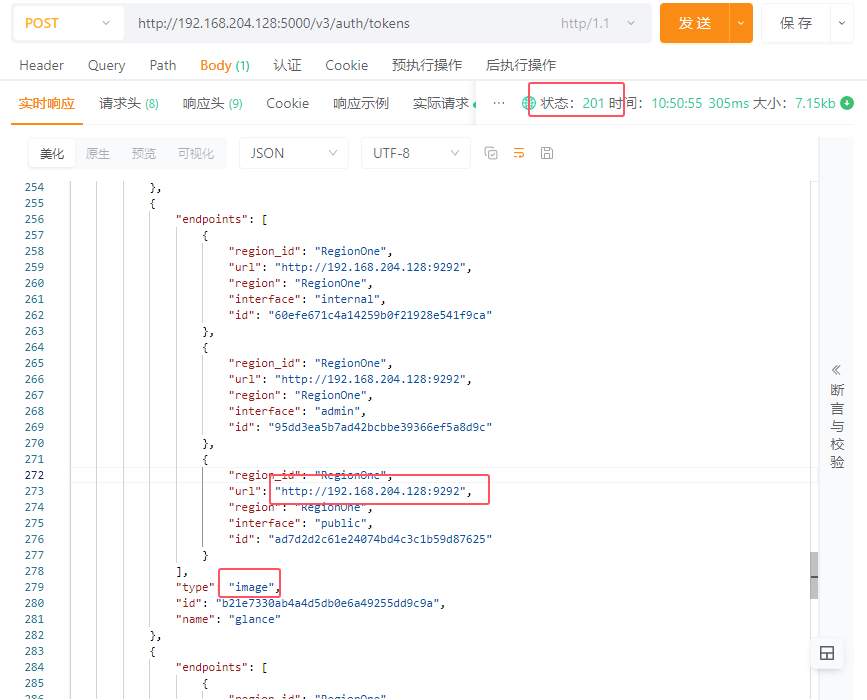 POST http://192.168.204.128:5000/v3/auth/tokens http/1.1 发 送 保 存
Header Query Path Body (1) 认证 Cookie 预执行操作 后执行操作
实时响应 请求头 (8) 响应头 (9) Cookie 响应示例 实际请求 ... 状态: 201 时间: 10:50:55 305ms 大小: 7.15kb
美化 原生 预览 可视化 JSON UTF-8
254 },
255 {
256 "endpoints": [
257 {
258 "region_id": "RegionOne",
259 "url": "http://192.168.204.128:9292",
260 "region": "RegionOne",
261 "interface": "internal",
262 "id": "60efe671c4a14259b0f21928e541f9ca"
263 },
264 {
265 "region_id": "RegionOne",
266 "url": "http://192.168.204.128:9292",
267 "region": "RegionOne",
268 "interface": "admin",
269 "id": "95dd3ea5b7ad42bcbbe39366ef5a8d9c"
270 },
271 {
272 "region_id": "RegionOne",
273 "url": "http://192.168.204.128:9292",
274 "region": "RegionOne",
275 "interface": "public",
276 "id": "ad7d2d2c61e24074bd4c3c1b59d87625"
277 }
278 ],
279 "type": "image",
280 "id": "b21e7330ab4a4d5db0e6a49255dd9c9a",
281 "name": "glance"
282 },
283 {
284 "endpoints": [
285 {
286 "region_id": "RegionOne",
断言与校验